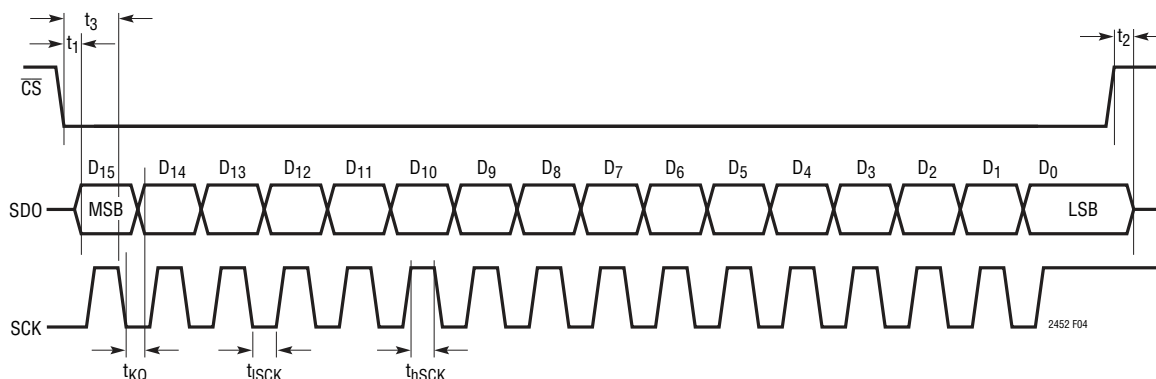 t3
t1
t2
CS
D15 D14 D13 D12 D11 D10 D9 D8 D7 D6 D5 D4 D3 D2 D1 D0
SDO MSB LSB
SCK
2452 F04
tKQ tlSCK thSCK